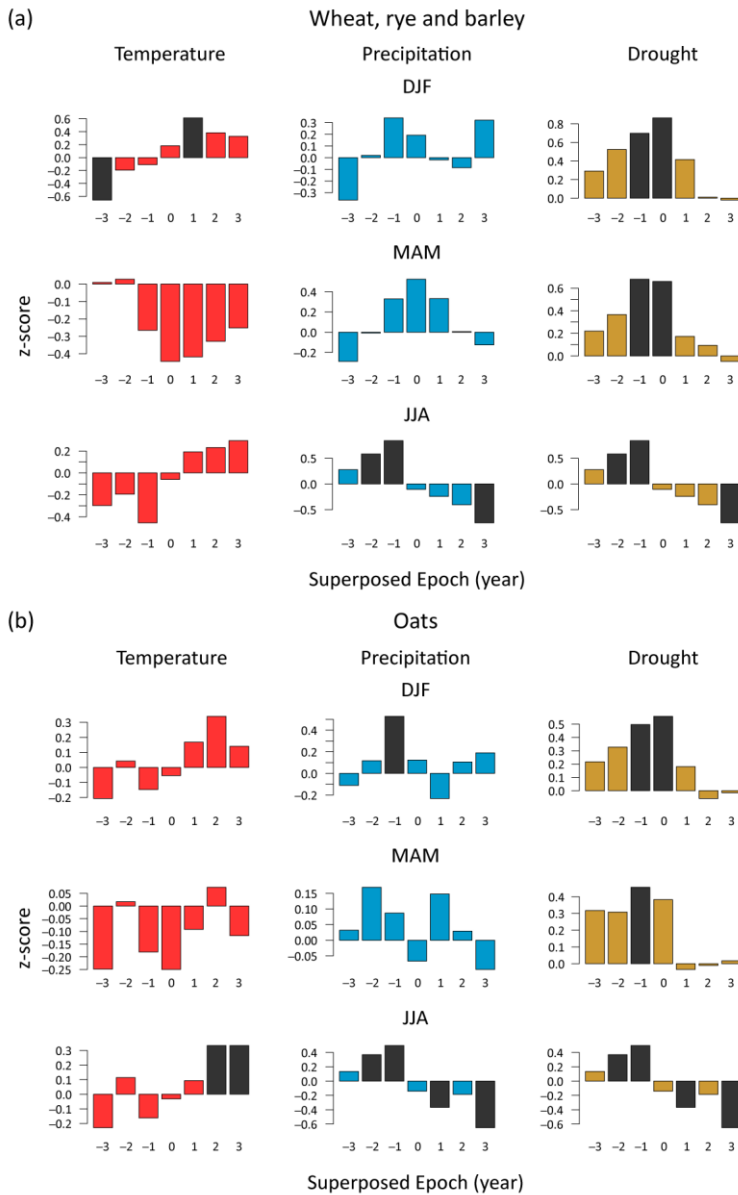 (a) Wheat, rye and barley
Temperature Precipitation Drought
DJF
0.6
0.4
0.2
0.0
−0.2
−0.4
−0.6
−3 −2 −1 0 1 2 3
0.3
0.2
0.1
0.0
−0.1
−0.3
−3 −2 −1 0 1 2 3
0.8
0.6
0.4
0.2
0.0
−3 −2 −1 0 1 2 3
MAM
z-score
0.0
−0.1
−0.2
−0.3
−0.4
−3 −2 −1 0 1 2 3
0.4
0.2
0.0
−0.2
−3 −2 −1 0 1 2 3
0.6
0.4
0.2
0.0
−3 −2 −1 0 1 2 3
JJA
0.2
0.0
−0.2
−0.4
−3 −2 −1 0 1 2 3
0.5
0.0
−0.5
−3 −2 −1 0 1 2 3
0.5
0.0
−0.5
−3 −2 −1 0 1 2 3
Superposed Epoch (year)
(b) Oats
Temperature Precipitation Drought
DJF
0.3
0.2
0.1
0.0
−0.1
−0.2
−3 −2 −1 0 1 2 3
0.4
0.2
0.0
−0.2
−3 −2 −1 0 1 2 3
0.5
0.4
0.3
0.2
0.1
0.0
−3 −2 −1 0 1 2 3
MAM
z-score
0.05
0.00
−0.05
−0.10
−0.15
−0.20
−0.25
−3 −2 −1 0 1 2 3
0.15
0.10
0.05
0.00
−0.05
−3 −2 −1 0 1 2 3
0.4
0.3
0.2
0.1
0.0
−3 −2 −1 0 1 2 3
JJA
0.3
0.2
0.1
0.0
−0.1
−0.2
−3 −2 −1 0 1 2 3
0.4
0.2
0.0
−0.2
−0.4
−0.6
−3 −2 −1 0 1 2 3
0.4
0.2
0.0
−0.2
−0.4
−0.6
−3 −2 −1 0 1 2 3
Superposed Epoch (year)